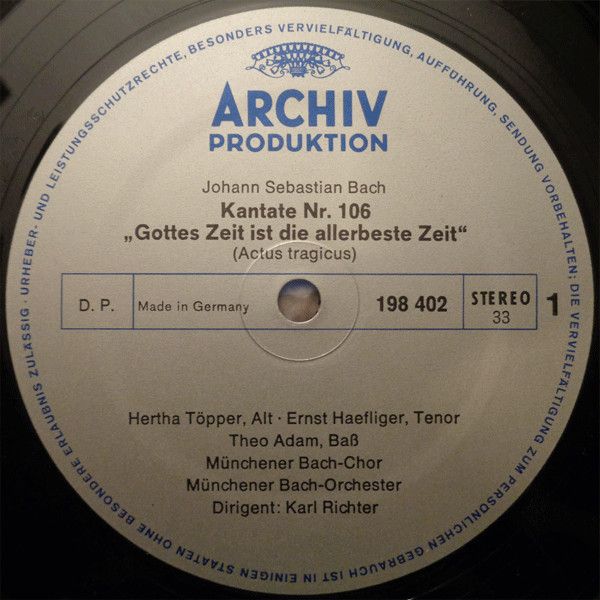 URHEBER- UND LEISTUNGSSCHUTZRECHTE, BESONDERS VERVIELFÄLTIGUNG, AUFFÜHRUNG, SENDUNG VORBEHALTEN; DIE VERVIELFÄLTIGUNG ZUM PERSÖNLICHEN GEBRAUCH IST IN EINIGEN STAATEN OHNE BESONDERE ERLAUBNIS ZULÄSSIG ·
ARCHIV
PRODUKTION
Johann Sebastian Bach
Kantate Nr. 106
„Gottes Zeit ist die allerbeste Zeit“
(Actus tragicus)
D. P. Made in Germany 198 402 STEREO 1
33
Hertha Töpper, Alt · Ernst Haefliger, Tenor
Theo Adam, Baß
Münchener Bach-Chor
Münchener Bach-Orchester
Dirigent: Karl Richter